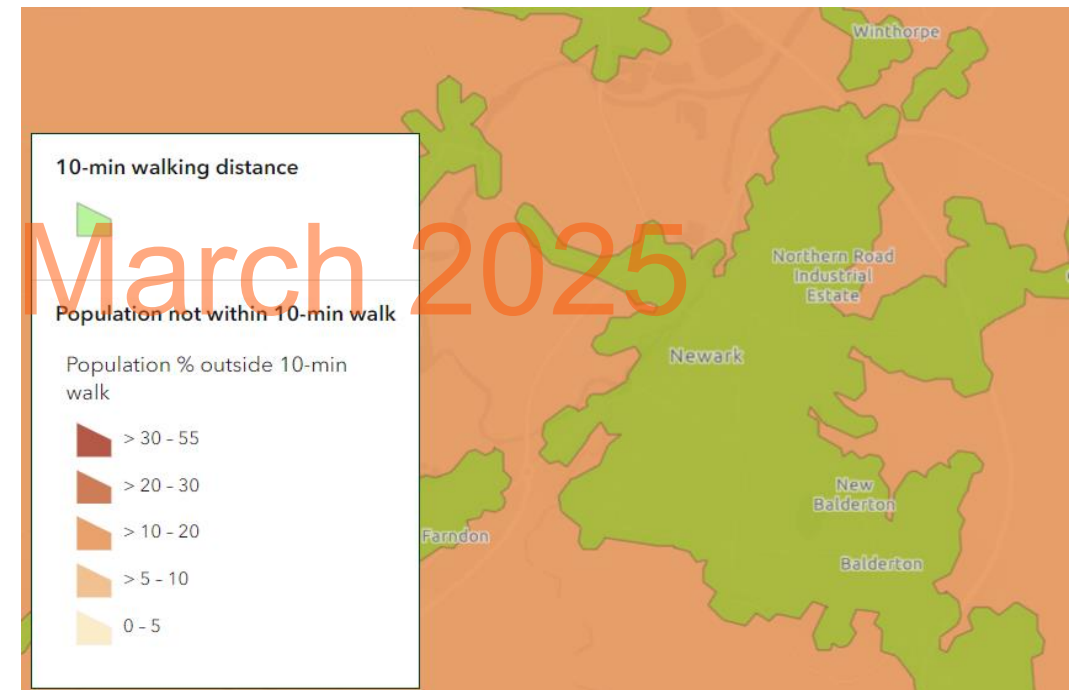 Winthorpe
10-min walking distance
March 2025
Northern Road
Industrial
Estate
Population not within 10-min walk
Newark
Population % outside 10-min
walk
> 30 - 55
> 20 - 30
New
Balderton
> 10 - 20
Farndon
Balderton
> 5 - 10
0 - 5